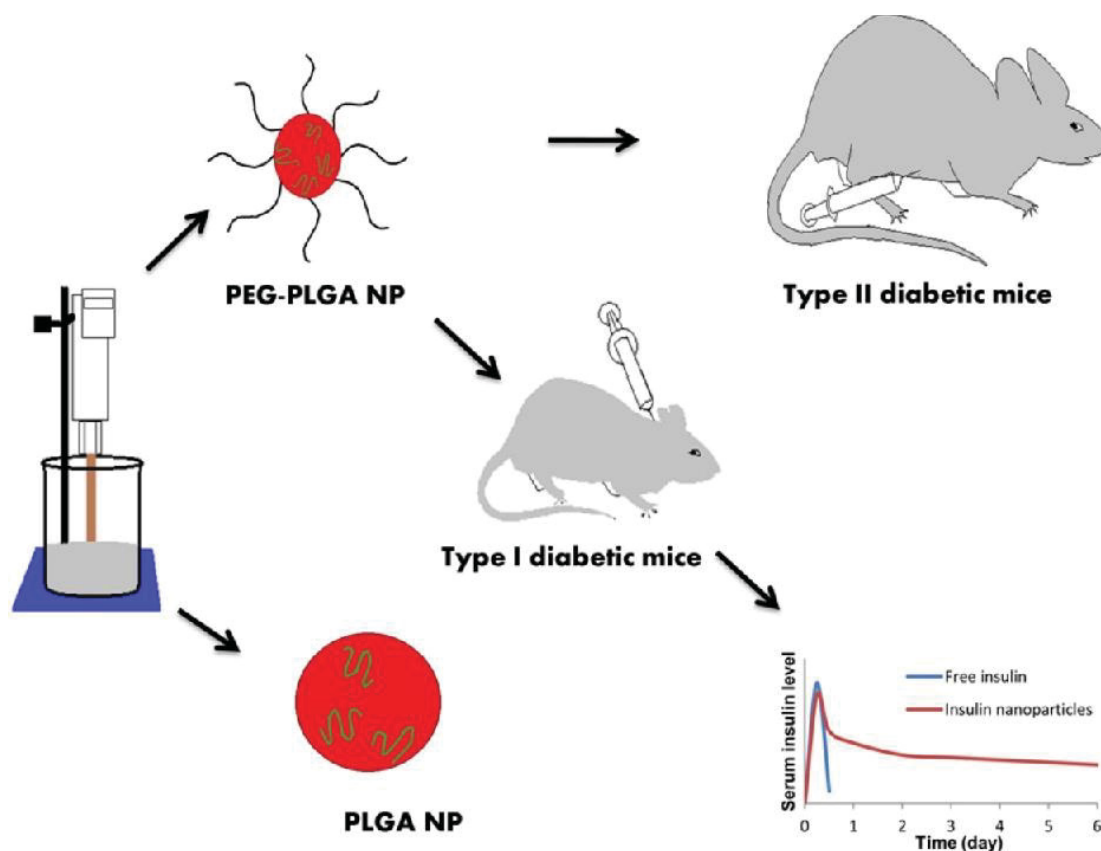 PEG-PLGA NP
Type II diabetic mice
Type I diabetic mice
PLGA NP
Serum insulin level
Free insulin
Insulin nanoparticles
0 1 2 3 4 5 6
Time (day)